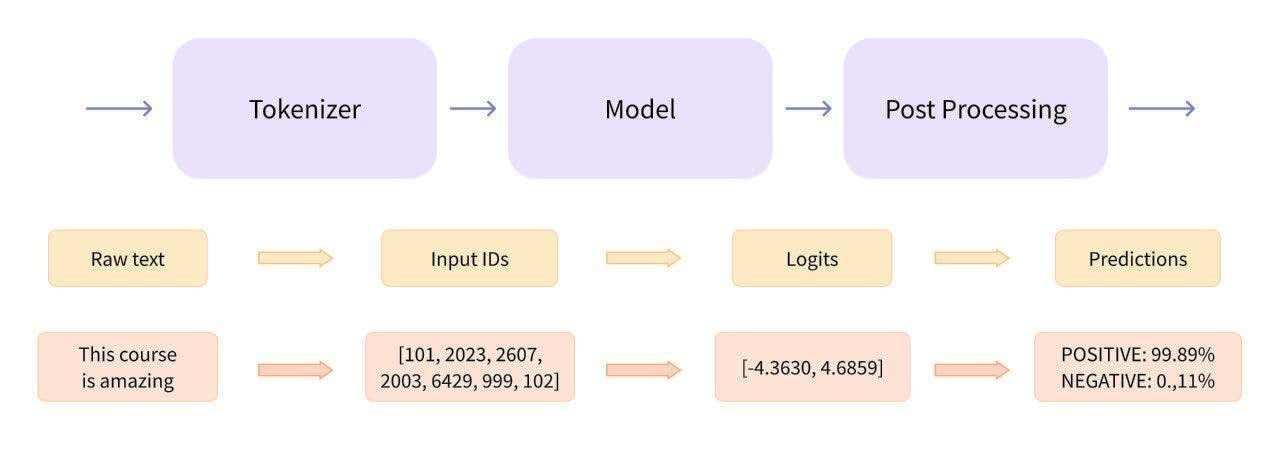 Tokenizer
Model
Post Processing
Raw text
Input IDs
Logits
Predictions
This course
is amazing
[101, 2023, 2607,
2003, 6429, 999, 102]
[-4.3630, 4.6859]
POSITIVE: 99.89%
NEGATIVE: 0.,11%